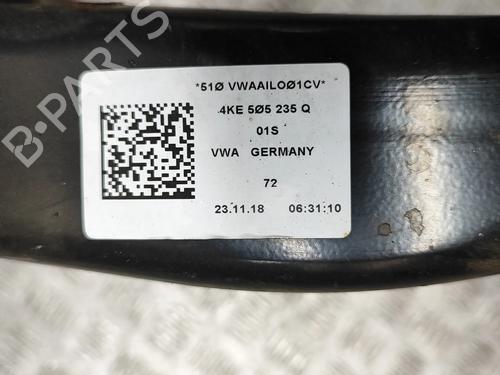 B-PARTS
*51Ø VWAAILOØ1CV*
4KE 5Ø5 235 Q
01S
VWA GERMANY
72
23.11.18 06:31:10